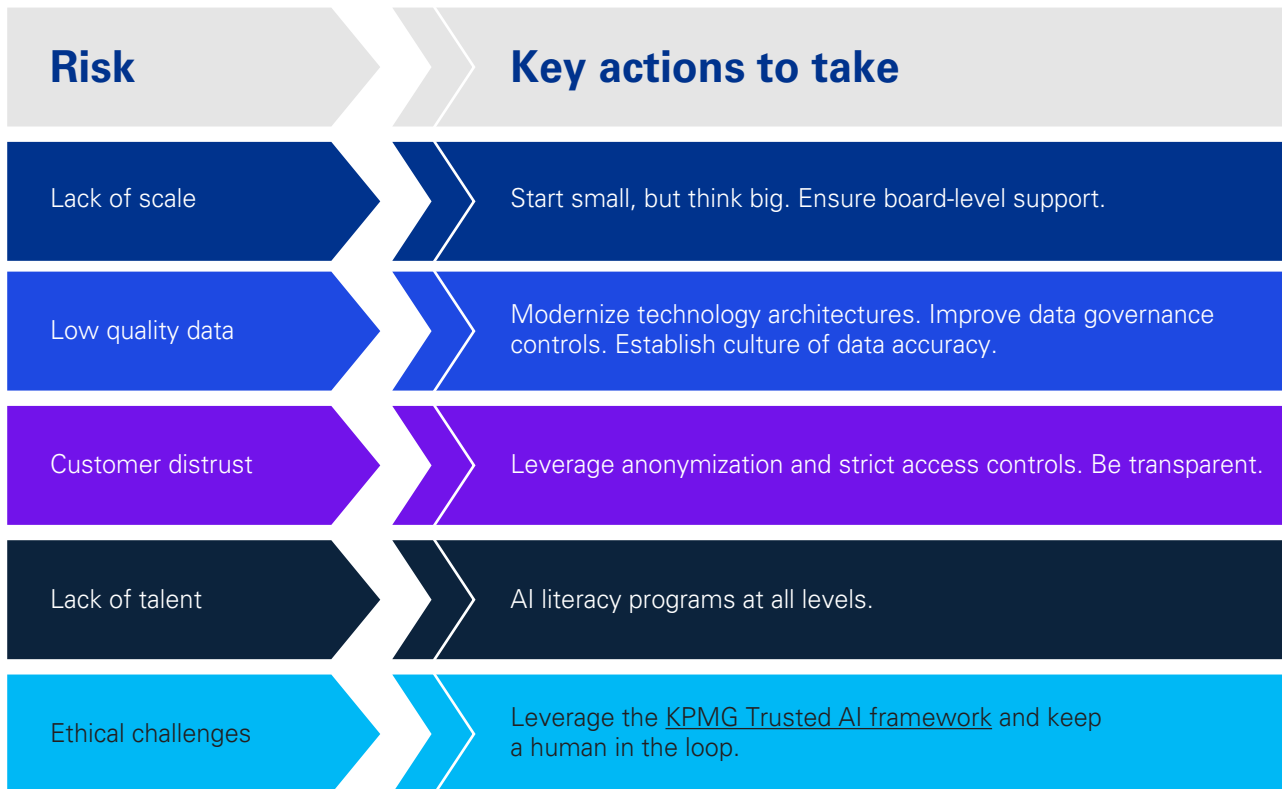 Risk
Key actions to take
Lack of scale
Start small, but think big. Ensure board-level support.
Low quality data
Modernize technology architectures. Improve data governance
controls. Establish culture of data accuracy.
Customer distrust
Leverage anonymization and strict access controls. Be transparent.
Lack of talent
AI literacy programs at all levels.
Ethical challenges
Leverage the KPMG Trusted AI framework and keep
a human in the loop.